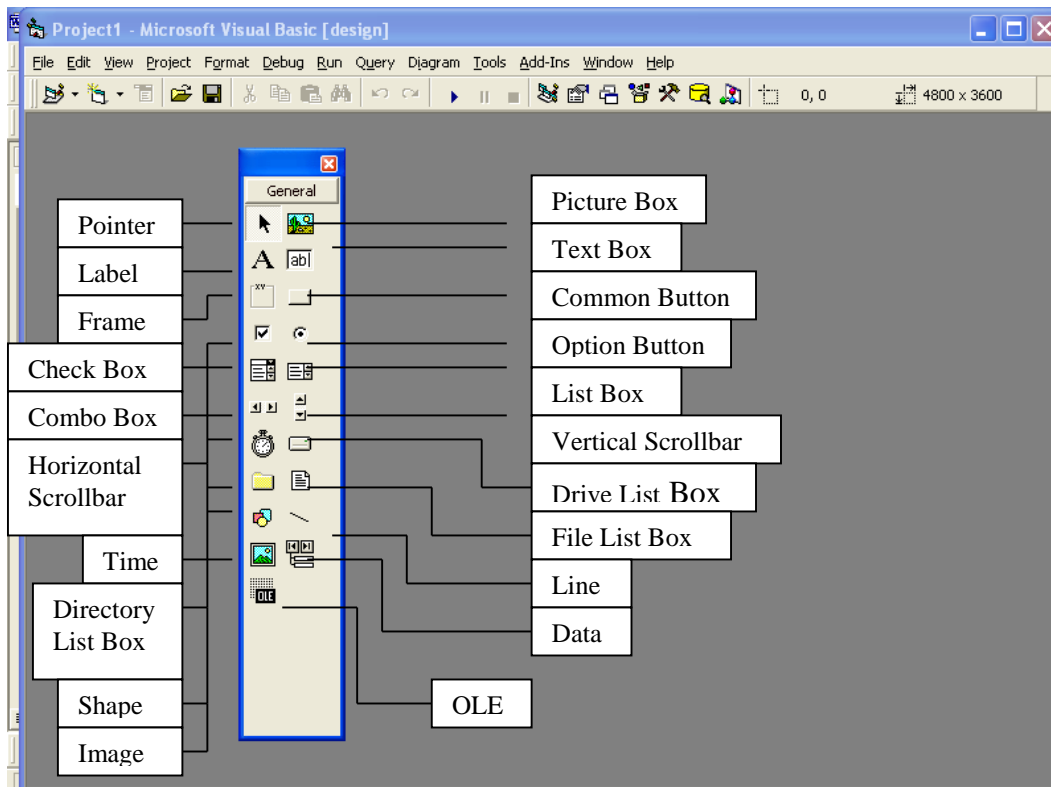 Project1 - Microsoft Visual Basic [design]
File Edit View Project Format Debug Run Query Diagram Tools Add-Ins Window Help
0, 0 4800 x 3600
General
Pointer
Label
Frame
Check Box
Combo Box
Horizontal
Scrollbar
Time
Directory
List Box
Shape
Image
A
ab|
xv
OLE
Picture Box
Text Box
Common Button
Option Button
List Box
Vertical Scrollbar
Drive List Box
File List Box
Line
Data
OLE